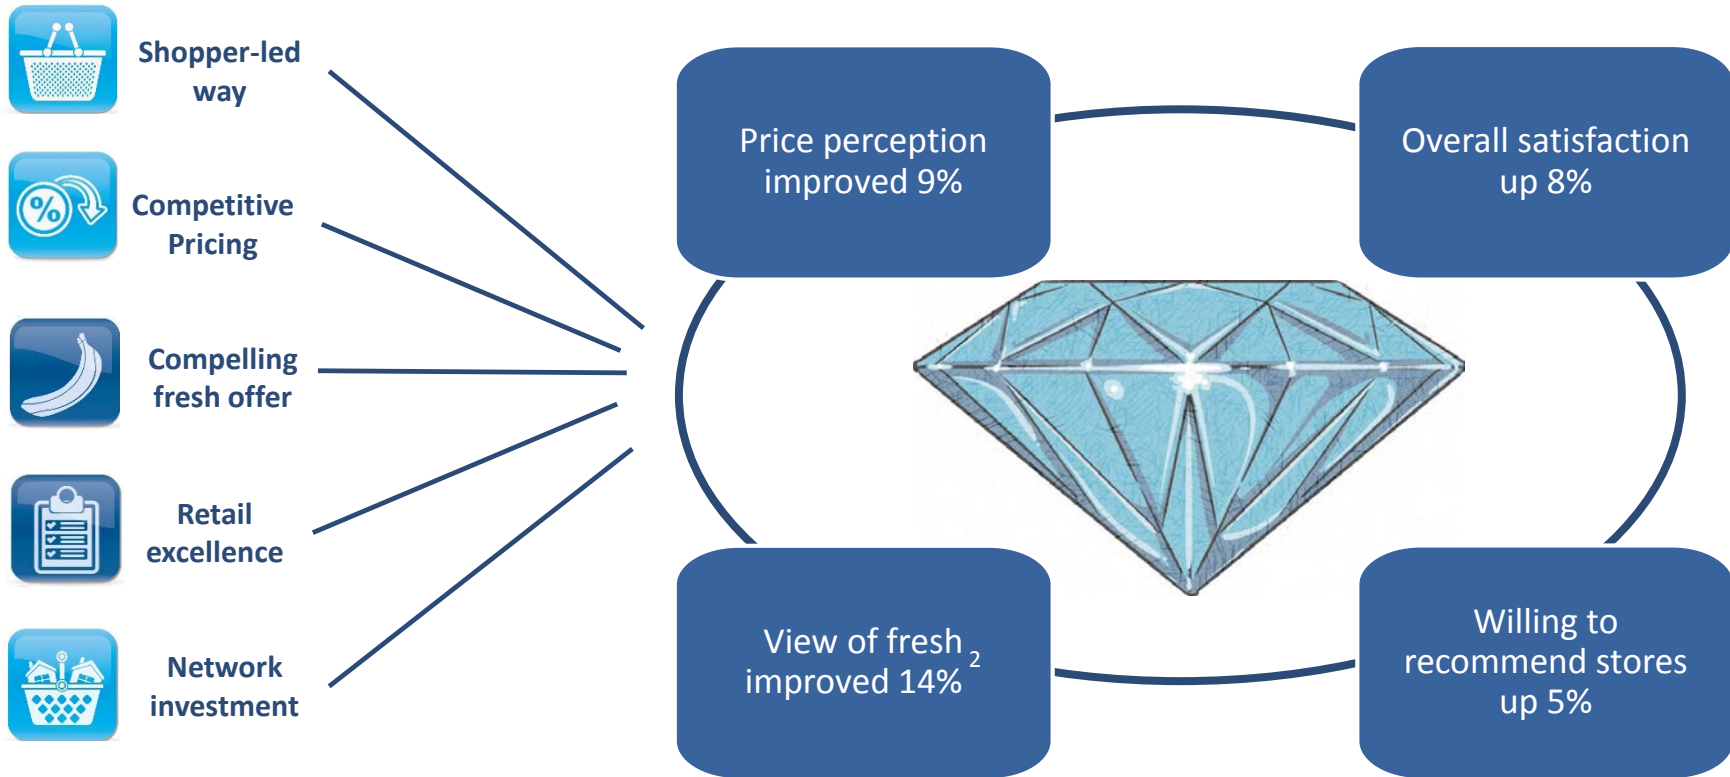 Shopper-led
way
Competitive
Pricing
Compelling
fresh offer
Retail
excellence
Network
investment
Price perception
improved 9%
Overall satisfaction
up 8%
View of fresh
improved 14% 2
Willing to
recommend stores
up 5%
%